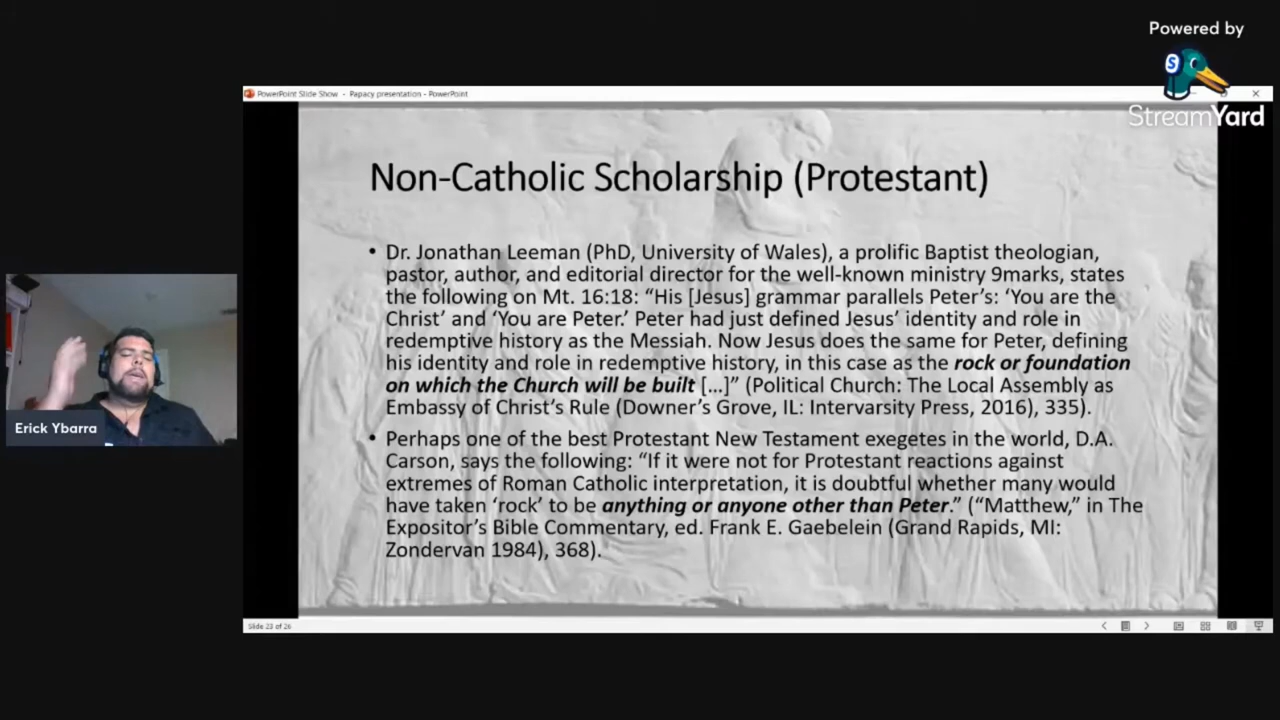 Powered by
S
StreamYard
PowerPoint Slide Show - Papacy presentation - PowerPoint
Non-Catholic Scholarship (Protestant)
• Dr. Jonathan Leeman (PhD, University of Wales), a prolific Baptist theologian,
pastor, author, and editorial director for the well-known ministry 9marks, states
the following on Mt. 16:18: “His [Jesus] grammar parallels Peter’s: ‘You are the
Christ’ and ‘You are Peter.’ Peter had just defined Jesus’ identity and role in
redemptive history as the Messiah. Now Jesus does the same for Peter, defining
his identity and role in redemptive history, in this case as the rock or foundation
on which the Church will be built […]” (Political Church: The Local Assembly as
Embassy of Christ’s Rule (Downer’s Grove, IL: Intervarsity Press, 2016), 335).
• Perhaps one of the best Protestant New Testament exegetes in the world, D.A.
Carson, says the following: “If it were not for Protestant reactions against
extremes of Roman Catholic interpretation, it is doubtful whether many would
have taken ‘rock’ to be anything or anyone other than Peter.” (“Matthew,” in The
Expositor’s Bible Commentary, ed. Frank E. Gaebelein (Grand Rapids, MI:
Zondervan 1984), 368).
Erick Ybarra
Slide 23 of 26